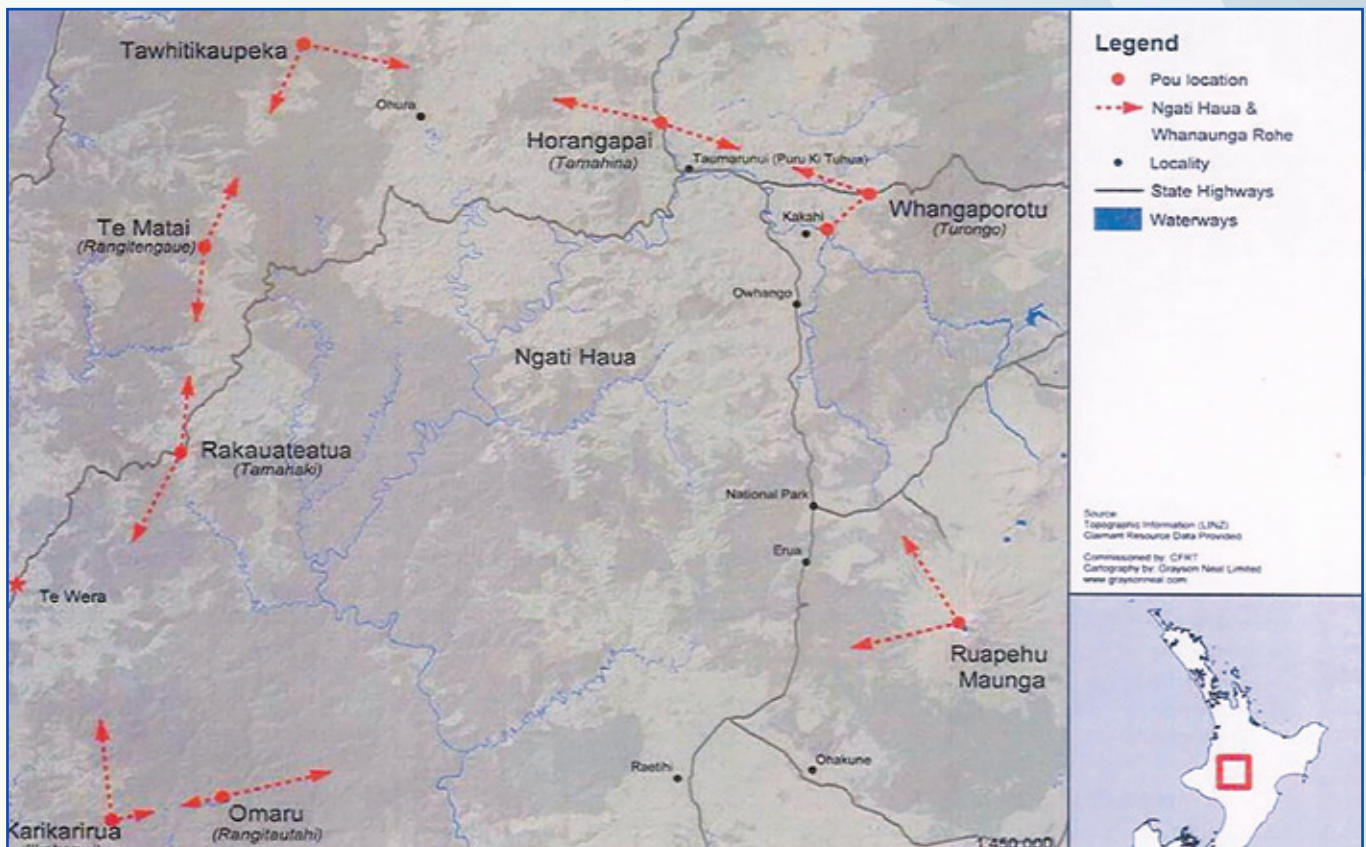 Tawhitikaupeka
Ohura
Horangapai
(Tamahina)
Taumarunui (Puru Ki Tuhua)
Te Matai
(Rangitengaue)
Kakahi
Whangaporotu
(Turongo)
Owhango
Ngati Haua
Rakauateatua
(Tamahaki)
National Park
Erua
Te Wera
Ruapehu
Maunga
Raetihi
Ohakune
Omaru
(Rangitautahi)
Karikarirua
1:450,000
Legend
Pou location
Ngati Haua &
Whanaunga Rohe
Locality
State Highways
Waterways
Source:
Topographic Information (LINZ)
Claimant Resource Data Provided
Commissioned by: CFRT
Cartography by: Grayson Neal Limited
www.graysonneal.com